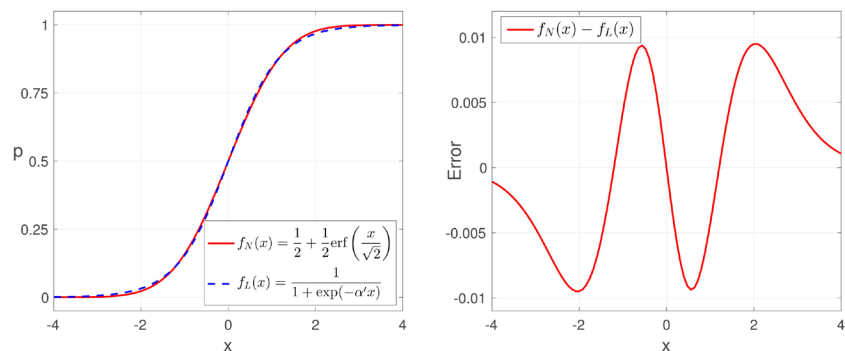 1
0.75
p
0.5
0.25
0
-4
-2
0
2
4
x
f_N(x) = 1/2 + 1/2 erf(x/√2)
f_L(x) = 1/(1 + exp(−α′x))
f_N(x) − f_L(x)
0.01
0.005
Error
0
-0.005
-0.01
-4
-2
0
2
4
x